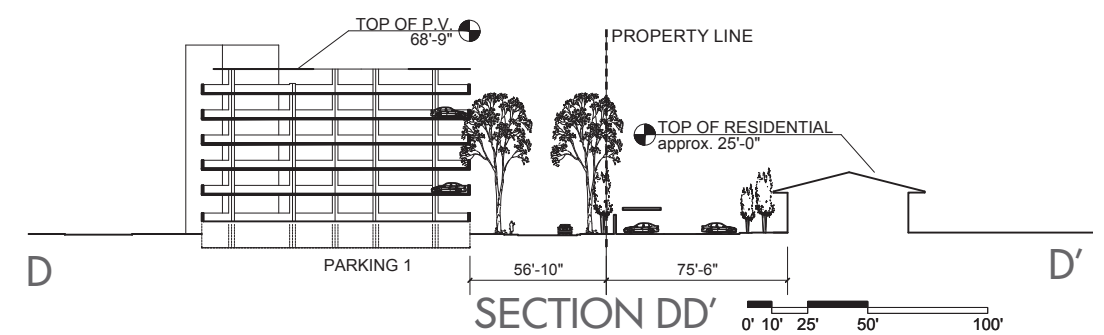 TOP OF P.V.
68'-9"
PROPERTY LINE
TOP OF RESIDENTIAL
approx. 25'-0"
D
PARKING 1
56'-10"
75'-6"
D'
SECTION DD'
0' 10' 25' 50' 100'